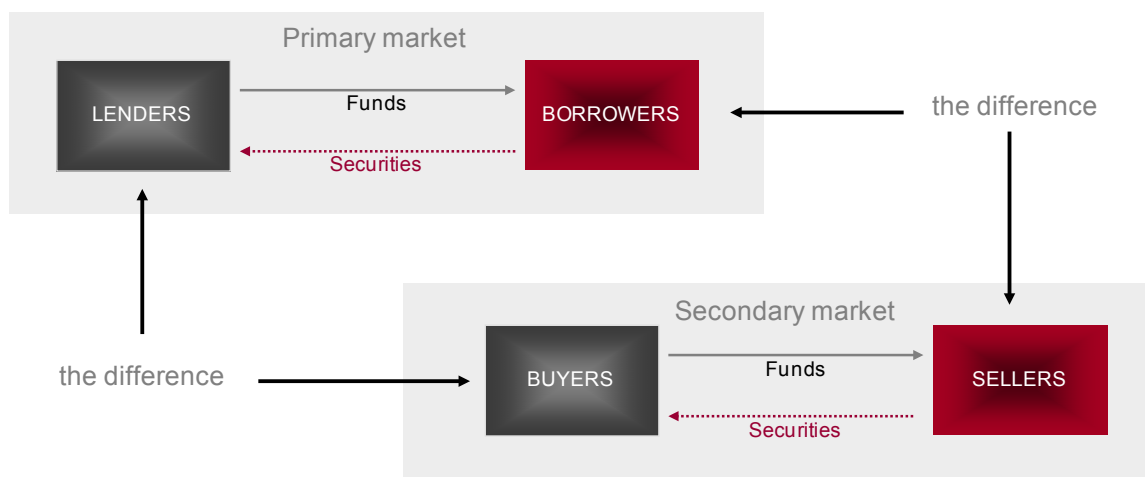 Primary market
LENDERS
Funds
BORROWERS
Securities
the difference
Secondary market
the difference
BUYERS
Funds
SELLERS
Securities